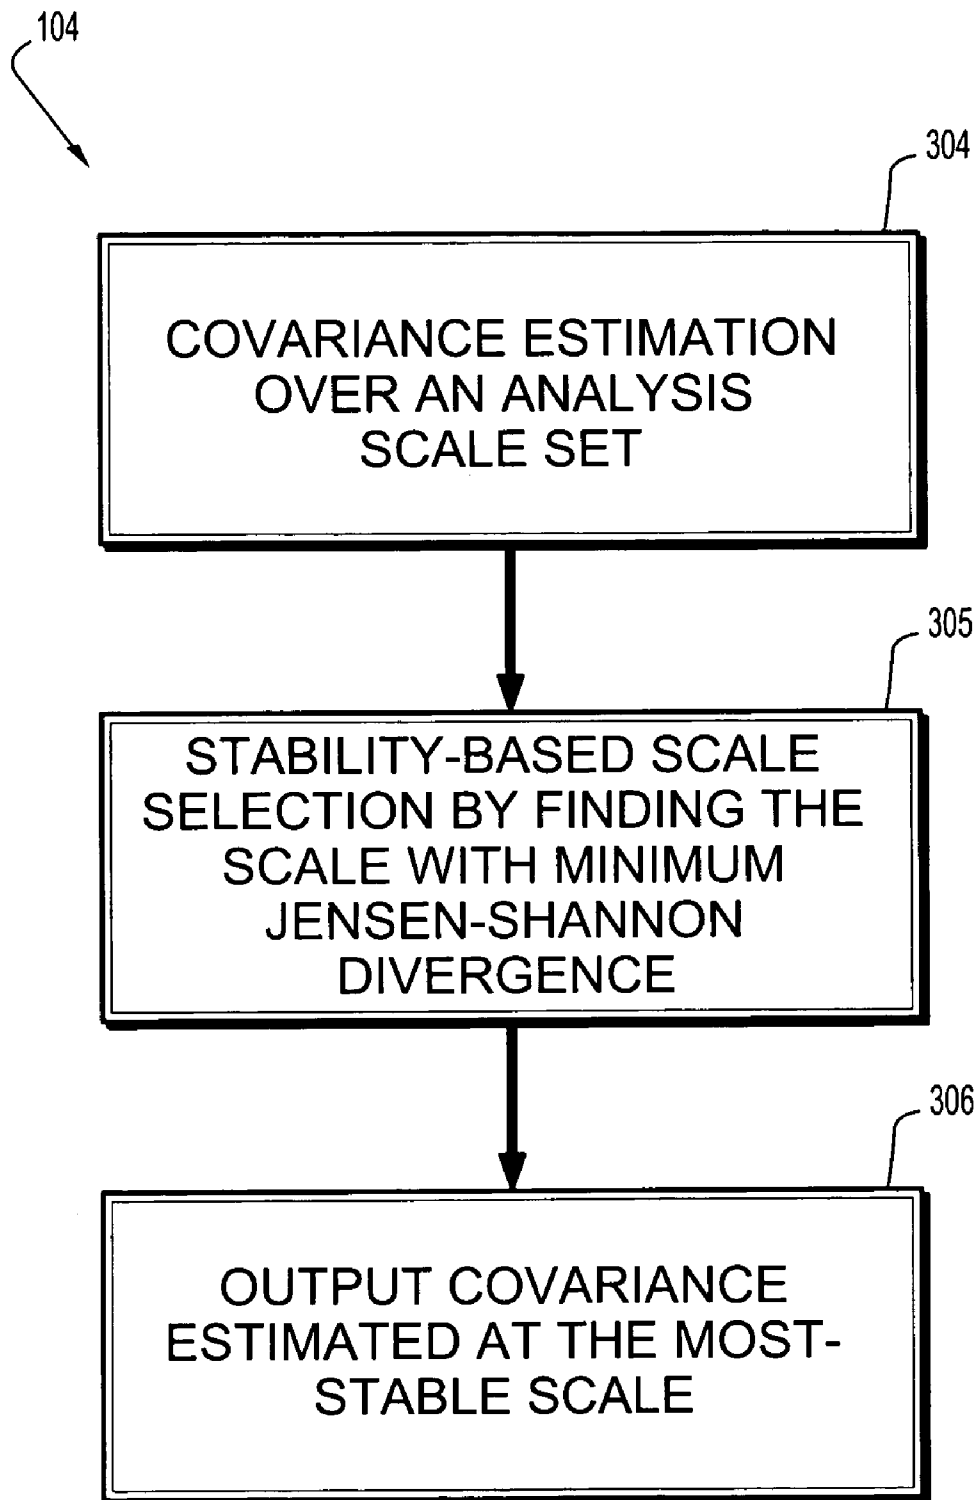 104
304
COVARIANCE ESTIMATION
OVER AN ANALYSIS
SCALE SET
305
STABILITY-BASED SCALE
SELECTION BY FINDING THE
SCALE WITH MINIMUM
JENSEN-SHANNON
DIVERGENCE
306
OUTPUT COVARIANCE
ESTIMATED AT THE MOST-
STABLE SCALE